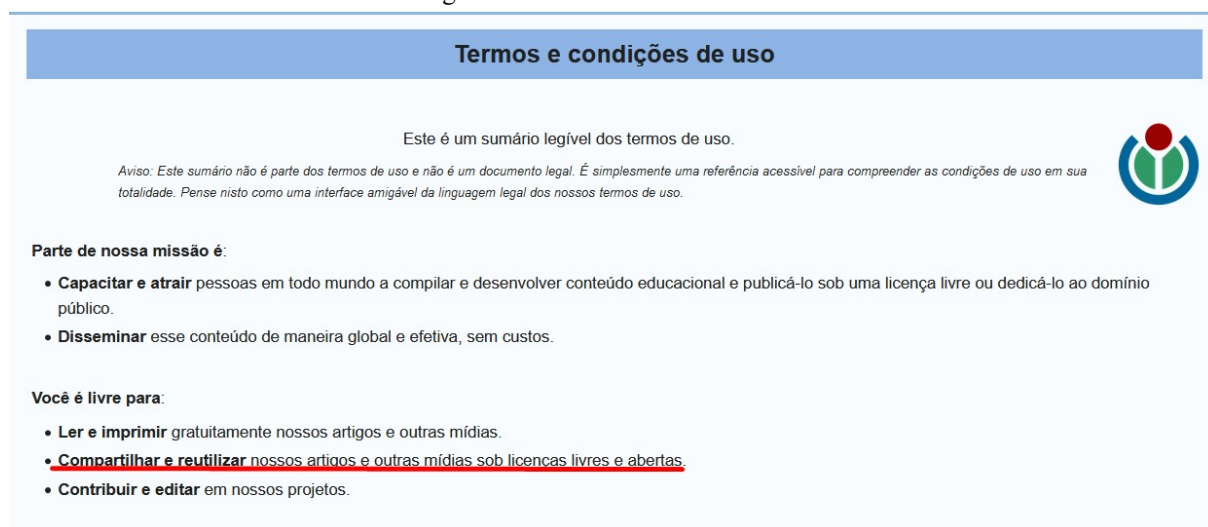 Termos e condições de uso
Este é um sumário legível dos termos de uso.
Aviso: Este sumário não é parte dos termos de uso e não é um documento legal. É simplesmente uma referência acessível para compreender as condições de uso em sua
totalidade. Pense nisto como uma interface amigável da linguagem legal dos nossos termos de uso.
Parte de nossa missão é:
• Capacitar e atrair pessoas em todo mundo a compilar e desenvolver conteúdo educacional e publicá-lo sob uma licença livre ou dedicá-lo ao domínio
público.
• Disseminar esse conteúdo de maneira global e efetiva, sem custos.
Você é livre para:
• Ler e imprimir gratuitamente nossos artigos e outras mídias.
• Compartilhar e reutilizar nossos artigos e outras mídias sob licenças livres e abertas.
• Contribuir e editar em nossos projetos.